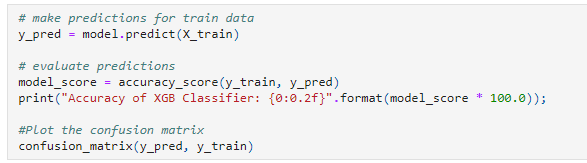 # make predictions for train data
y_pred = model.predict(X_train)
# evaluate predictions
model_score = accuracy_score(y_train, y_pred)
print("Accuracy of XGB Classifier: {0:0.2f}".format(model_score * 100.0));
#Plot the confusion matrix
confusion_matrix(y_pred, y_train)